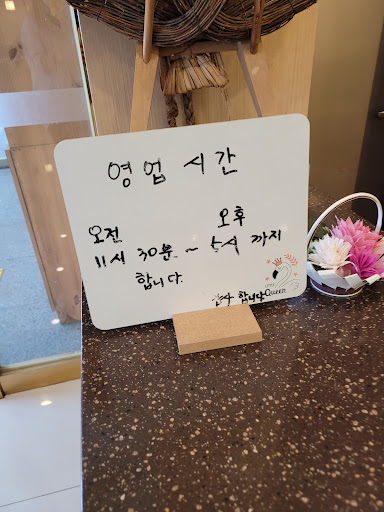 영업 시간
오전 오후
11시 30분 ~ 5시 까지
합니다.
감사 합니다
Queen